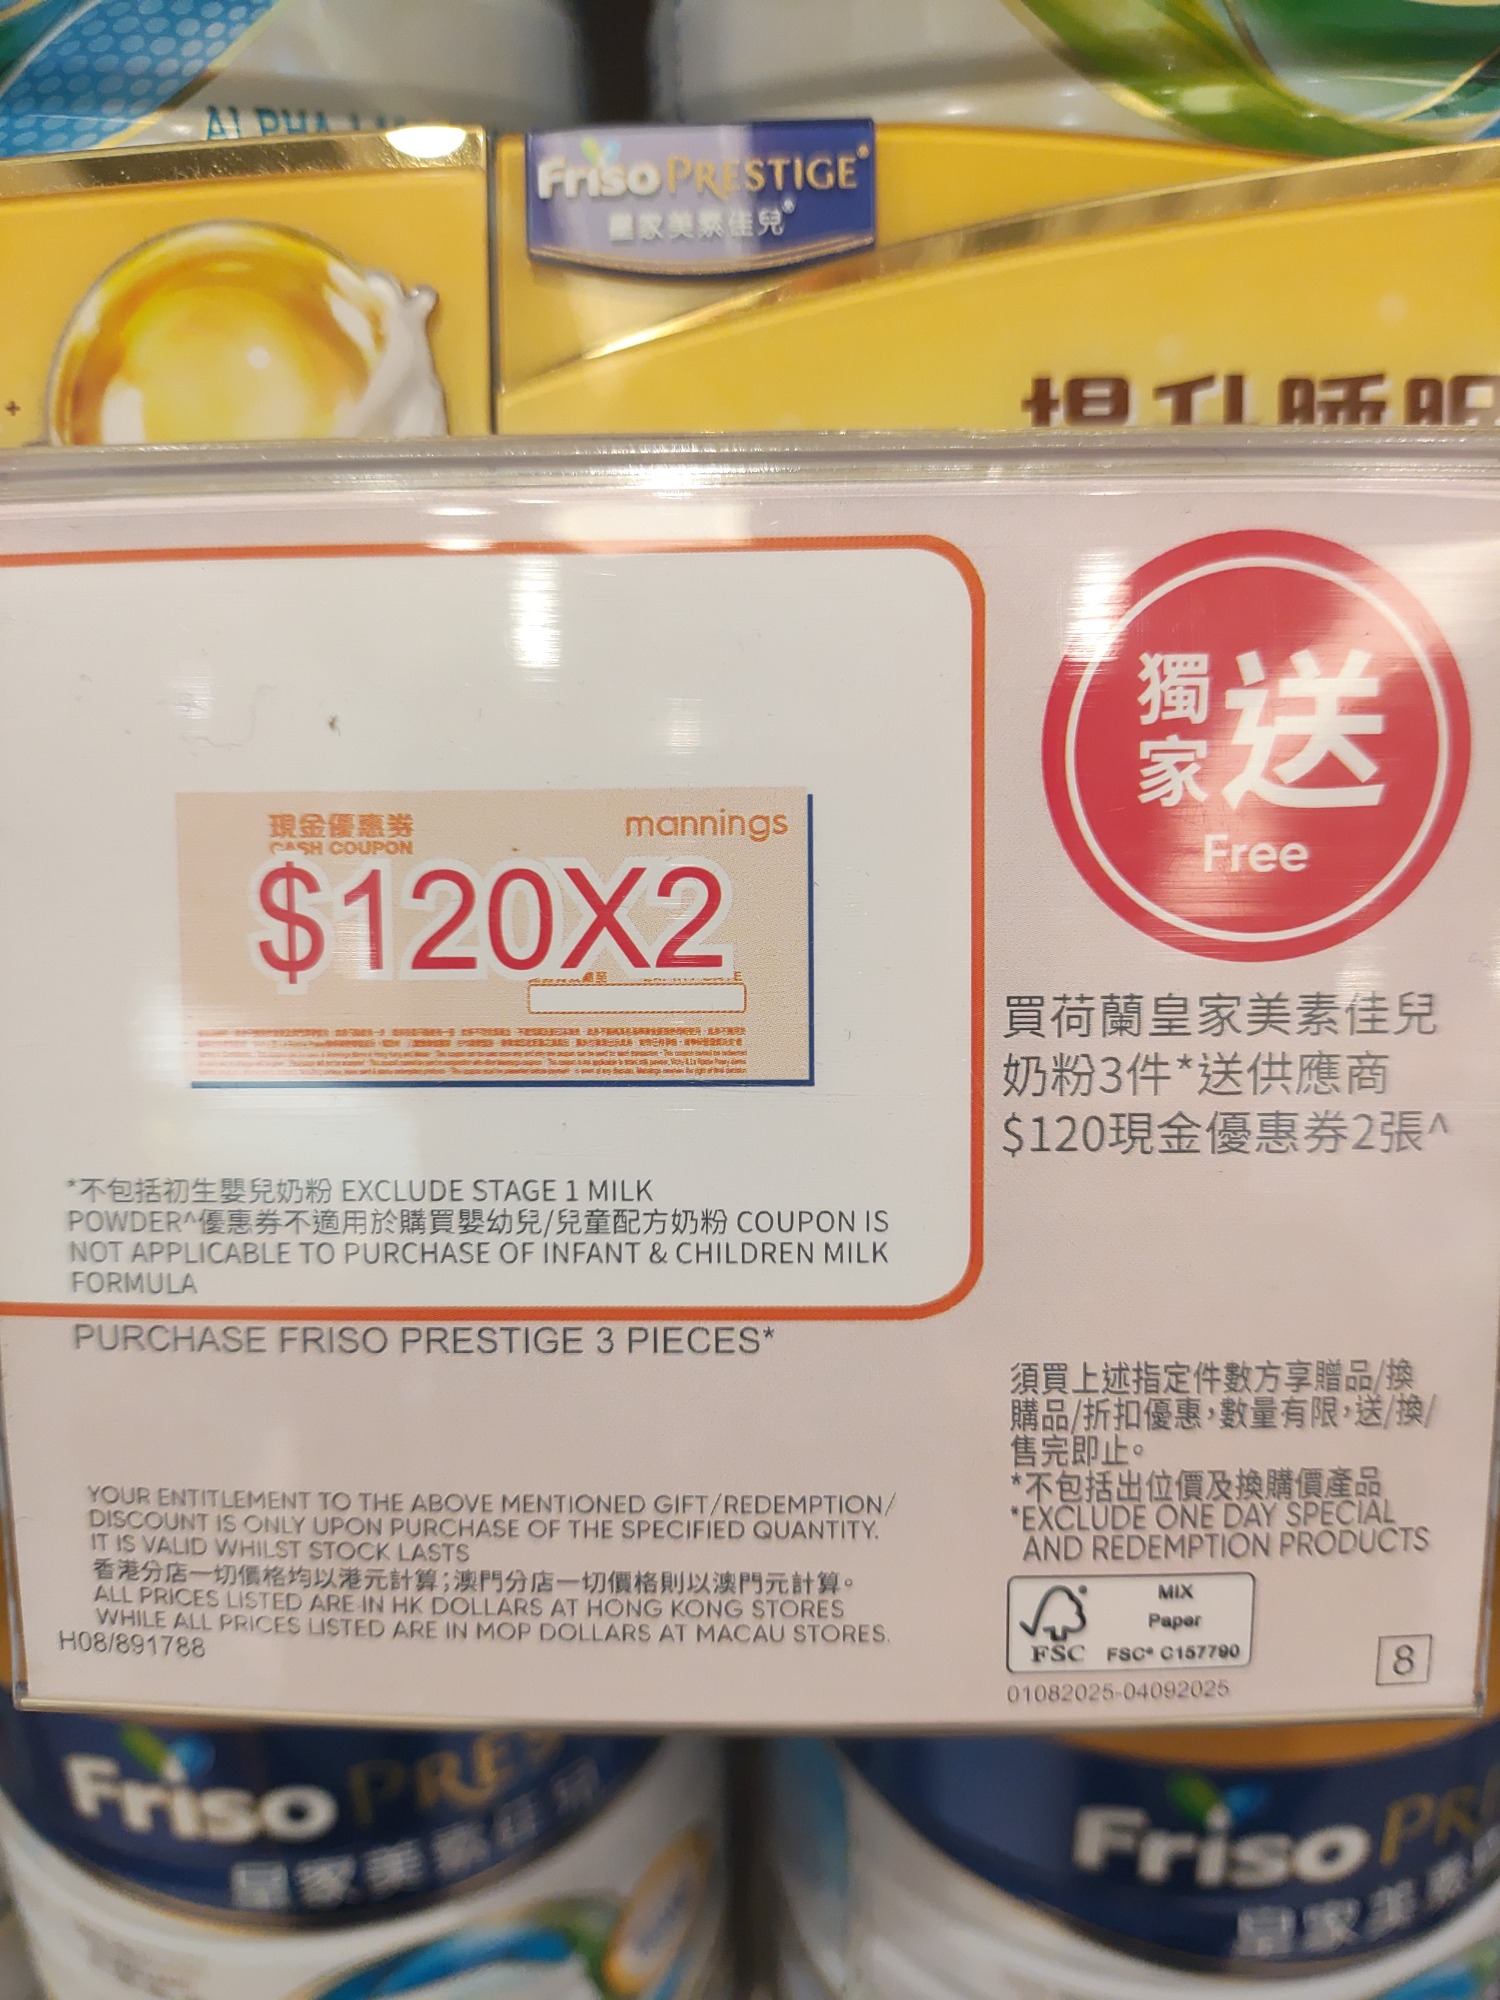 Friso PRESTIGE®
皇家美素佳兒®
獨家送
Free
現金優惠券
mannings
CASH COUPON
$120X2
買荷蘭皇家美素佳兒
奶粉3件*送供應商
$120現金優惠券2張^
*不包括初生嬰兒奶粉 EXCLUDE STAGE 1 MILK
POWDER^優惠券不適用於購買嬰幼兒/兒童配方奶粉 COUPON IS
NOT APPLICABLE TO PURCHASE OF INFANT & CHILDREN MILK
FORMULA
PURCHASE FRISO PRESTIGE 3 PIECES*
須買上述指定件數方享贈品/換
購品/折扣優惠，數量有限，送/換/
售完即止。
*不包括出位價及換購價產品
*EXCLUDE ONE DAY SPECIAL
AND REDEMPTION PRODUCTS
YOUR ENTITLEMENT TO THE ABOVE MENTIONED GIFT/REDEMPTION/
DISCOUNT IS ONLY UPON PURCHASE OF THE SPECIFIED QUANTITY.
IT IS VALID WHILST STOCK LASTS
香港分店一切價格均以港元計算；澳門分店一切價格則以澳門元計算。
ALL PRICES LISTED ARE IN HK DOLLARS AT HONG KONG STORES
WHILE ALL PRICES LISTED ARE IN MOP DOLLARS AT MACAU STORES.
H08/891788
MIX
Paper
FSC FSC® C157790
8
01082025-04092025
Friso
皇家美素佳兒
Friso
皇家美素